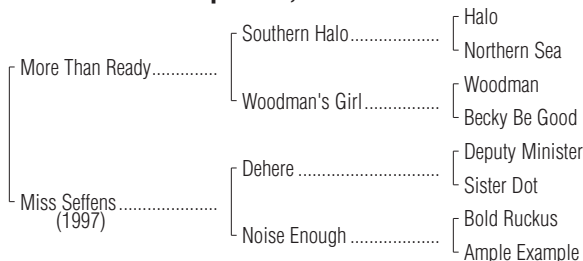 Halo
Southern Halo
Northern Sea
More Than Ready
Woodman
Woodman's Girl
Becky Be Good
Deputy Minister
Dehere
Sister Dot
Miss Seffens
(1997)
Bold Ruckus
Noise Enough
Ample Example